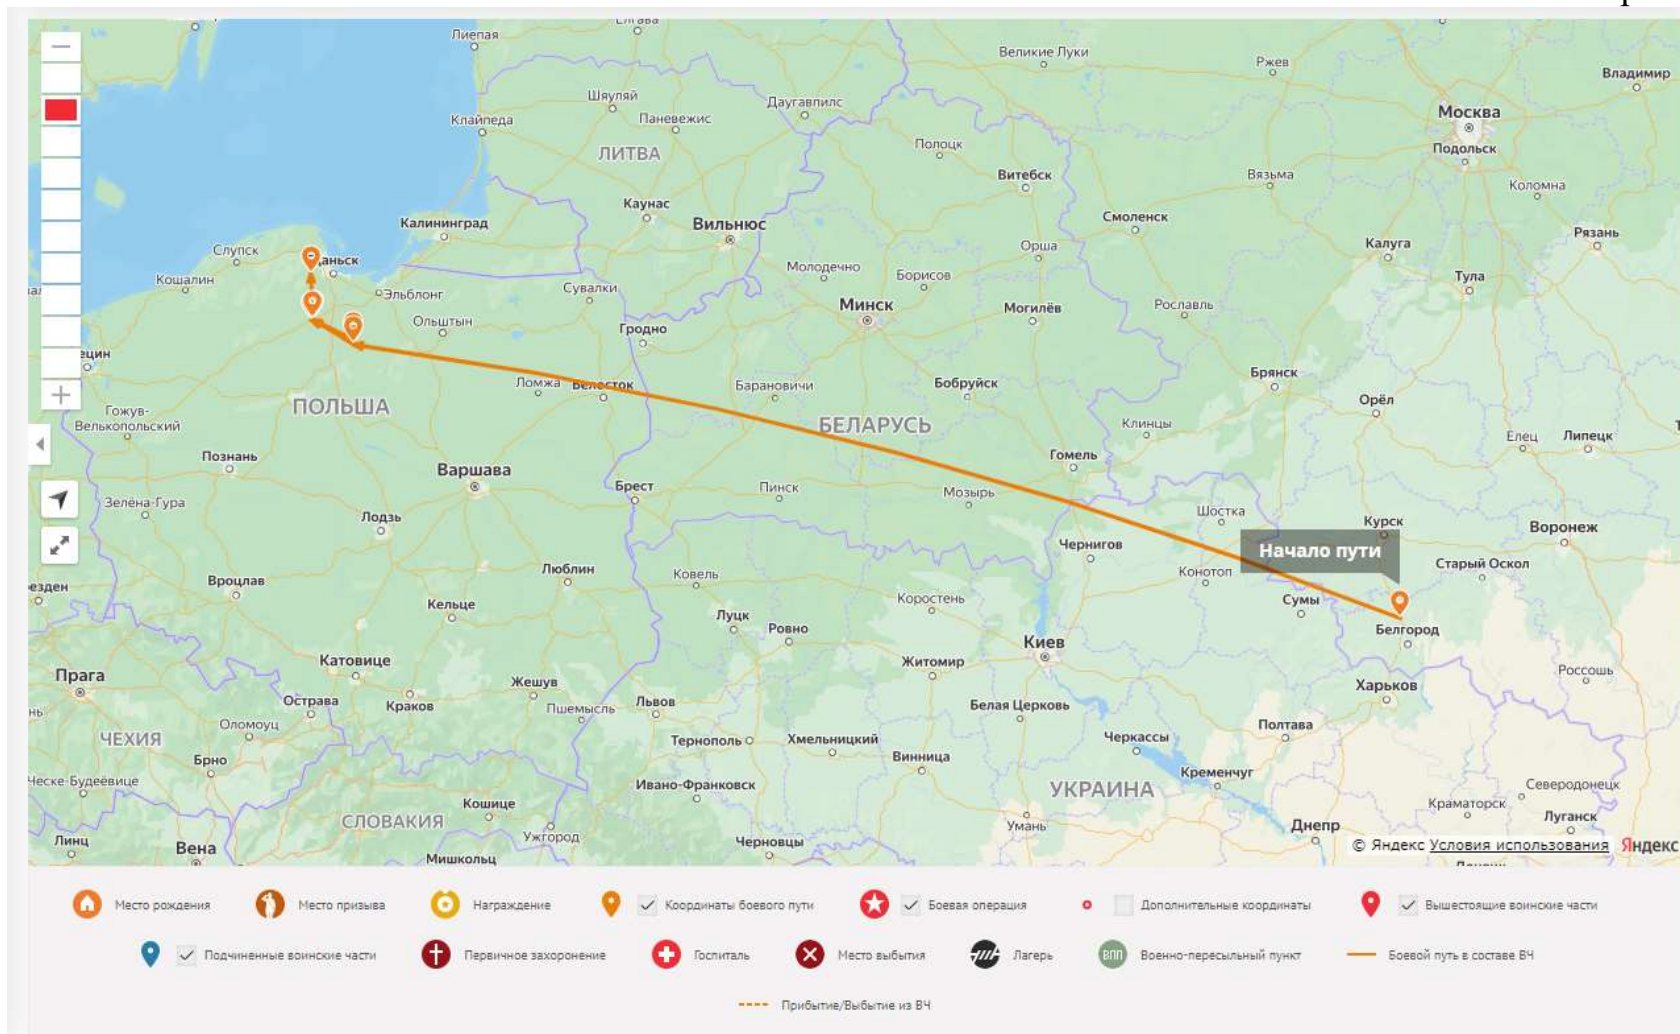 Лиепая
Великие Луки
Ржев
Владимир
Шяуляй
Даугавпилс
Клайпеда
Паневежис
Москва
ЛИТВА
Полоцк
Подольск
Витебск
Вязьма
Коломна
Каунас
Калининград
Вильнюс
Смоленск
Рязань
Слупск
аньск
Орша
Калуга
Кошалин
Эльблонг
Сувалки
Молодечно
Борисов
Тула
Ольштын
Гродно
Минск
Могилёв
Рославль
ецин
Ломжа
Белосток
Барановичи
Бобруйск
Брянск
Орёл
Гожув-
Велькопольский
ПОЛЬША
БЕЛАРУСЬ
Клинцы
Елец
Липецк
Познань
Варшава
Гомель
Зелёна-Гура
Брест
Пинск
Мозырь
Лодзь
Шостка
Курск
Воронеж
Чернигов
Начало пути
Старый Оскол
езден
Вроцлав
Люблин
Ковель
Конотоп
Кельце
Коростень
Сумы
Луцк
Ровно
Белгород
Киев
Прага
Катовице
Житомир
Россошь
Жешув
Харьков
Острава
Краков
Пшемысль
Львов
Белая Церковь
нь
Оломоуц
Полтава
ЧЕХИЯ
Тернополь
Хмельницкий
Черкассы
Брно
Винница
Кременчуг
Ческе-Будеёвице
Ивано-Франковск
УКРАИНА
Северодонецк
Кошице
Краматорск
СЛОВАКИЯ
Ужгород
Умань
Днепр
Луганск
Линц
Вена
Черновцы
© Яндекс Условия использования Яндекс
Мишкольц
Место рождения Место призыва Награждение Координаты боевого пути Боевая операция Дополнительные координаты Вышестоящие воинские части
Подчиненные воинские части Первичное захоронение Госпиталь Место выбытия Лагерь ВПП Военно-пересыльный пункт Боевой путь в составе ВЧ
Прибытие/Выбытие из ВЧ